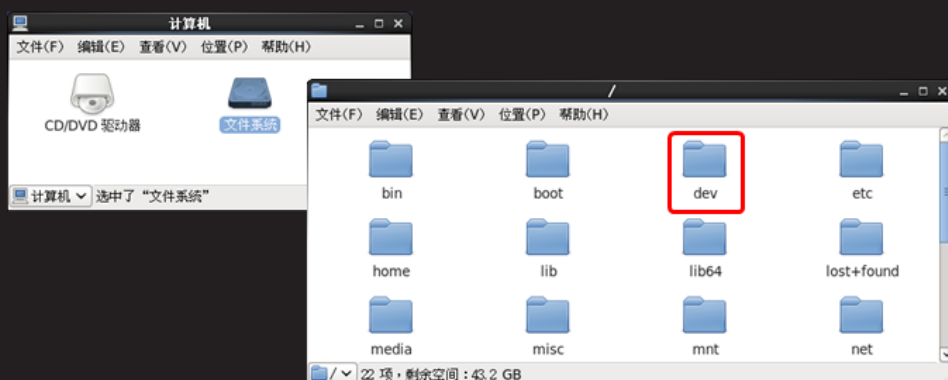 计算机
文件(F) 编辑(E) 查看(V) 位置(P) 帮助(H)
CD/DVD 驱动器 文件系统
计算机 选中了“文件系统”
/
文件(F) 编辑(E) 查看(V) 位置(P) 帮助(H)
bin boot dev etc
home lib lib64 lost+found
media misc mnt net
/ 22 项，剩余空间：43.2 GB